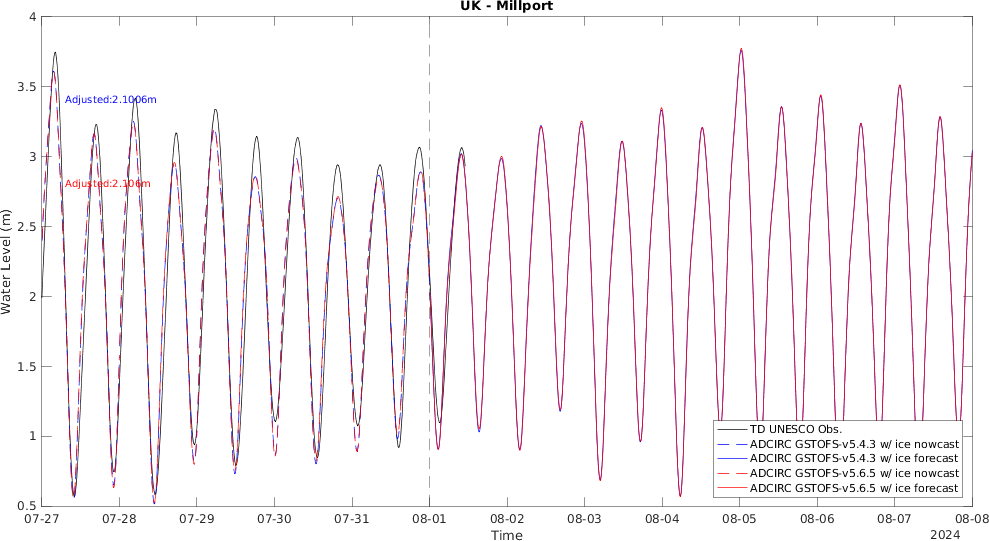 UK - Millport
4
3.5
3
2.5
2
1.5
1
0.5
Water Level (m)
Adjusted:2.1006m
Adjusted:2.106m
TD UNESCO Obs.
ADCIRC GSTOFS-v5.4.3 w/ ice nowcast
ADCIRC GSTOFS-v5.4.3 w/ ice forecast
ADCIRC GSTOFS-v5.6.5 w/ ice nowcast
ADCIRC GSTOFS-v5.6.5 w/ ice forecast
07-27 07-28 07-29 07-30 07-31 08-01 08-02 08-03 08-04 08-05 08-06 08-07 08-08
Time
2024